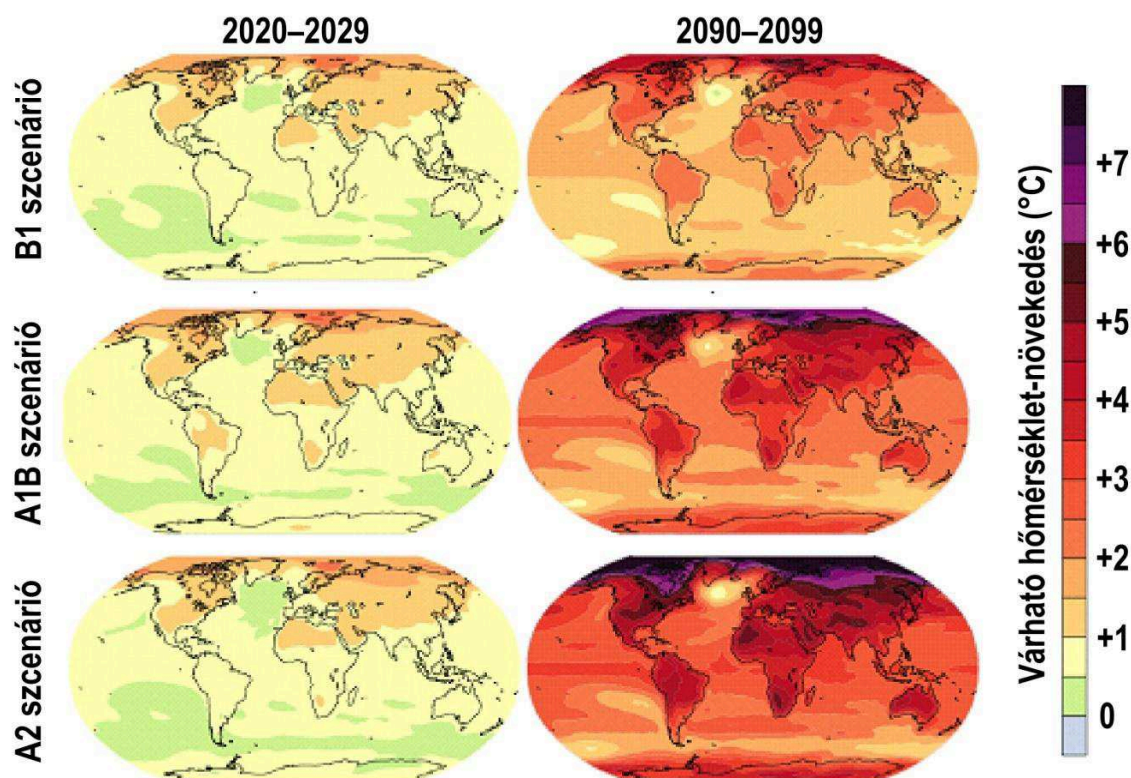 2020–2029
2090–2099
B1 szcenárió
A1B szcenárió
A2 szcenárió
Várható hőmérséklet-növekedés (°C)
+7
+6
+5
+4
+3
+2
+1
0